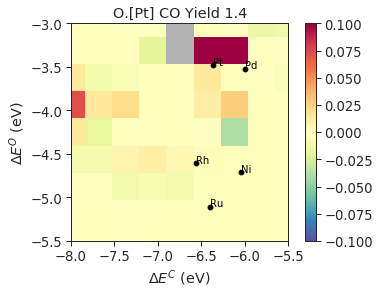 O.[Pt] CO Yield 1.4
−3.0
−3.5
−4.0
−4.5
−5.0
−5.5
ΔE^O (eV)
−8.0 −7.5 −7.0 −6.5 −6.0 −5.5
ΔE^C (eV)
Pt
Pd
Rh
Ni
Ru
0.100
0.075
0.050
0.025
0.000
−0.025
−0.050
−0.075
−0.100